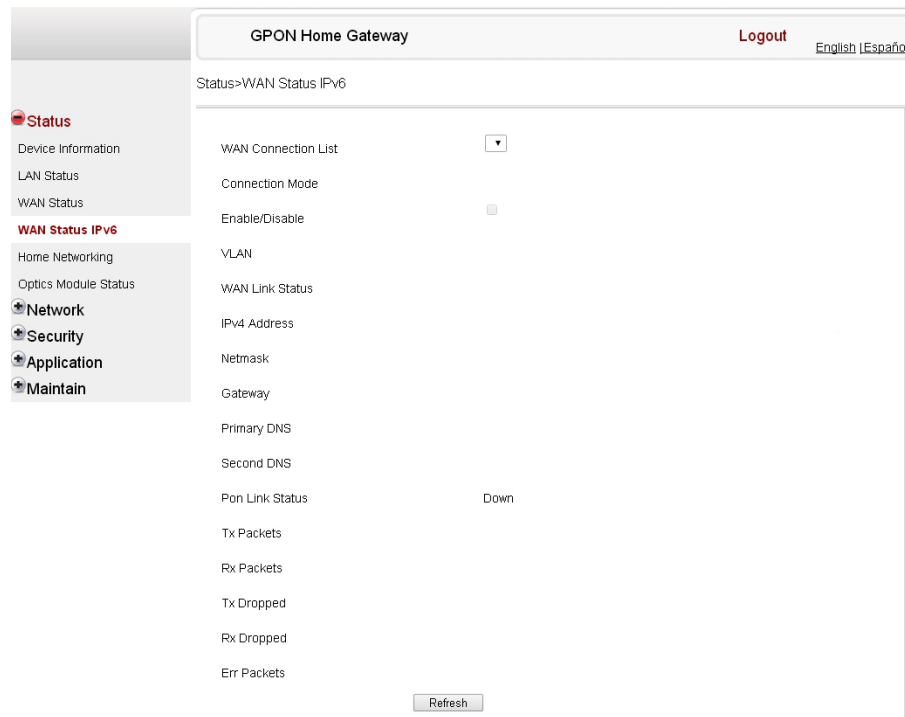 GPON Home Gateway
Logout
English |Españo
Status>WAN Status IPv6
Status
Device Information
LAN Status
WAN Status
WAN Status IPv6
Home Networking
Optics Module Status
Network
Security
Application
Maintain
WAN Connection List
Connection Mode
Enable/Disable
VLAN
WAN Link Status
IPv4 Address
Netmask
Gateway
Primary DNS
Second DNS
Pon Link Status Down
Tx Packets
Rx Packets
Tx Dropped
Rx Dropped
Err Packets
Refresh